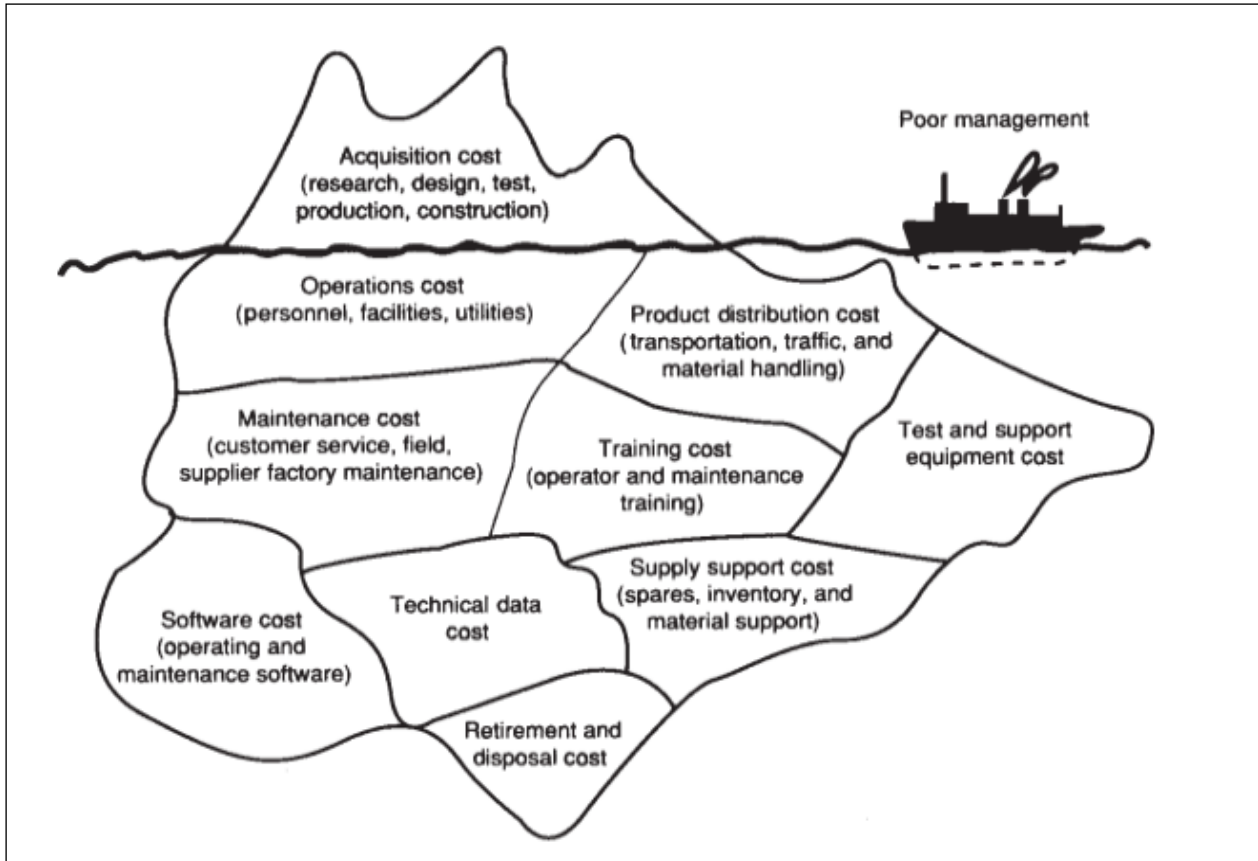 Poor management
Acquisition cost
(research, design, test,
production, construction)
Operations cost
(personnel, facilities, utilities)
Product distribution cost
(transportation, traffic, and
material handling)
Maintenance cost
(customer service, field,
supplier factory maintenance)
Training cost
(operator and maintenance
training)
Test and support
equipment cost
Software cost
(operating and
maintenance software)
Technical data
cost
Supply support cost
(spares, inventory, and
material support)
Retirement and
disposal cost